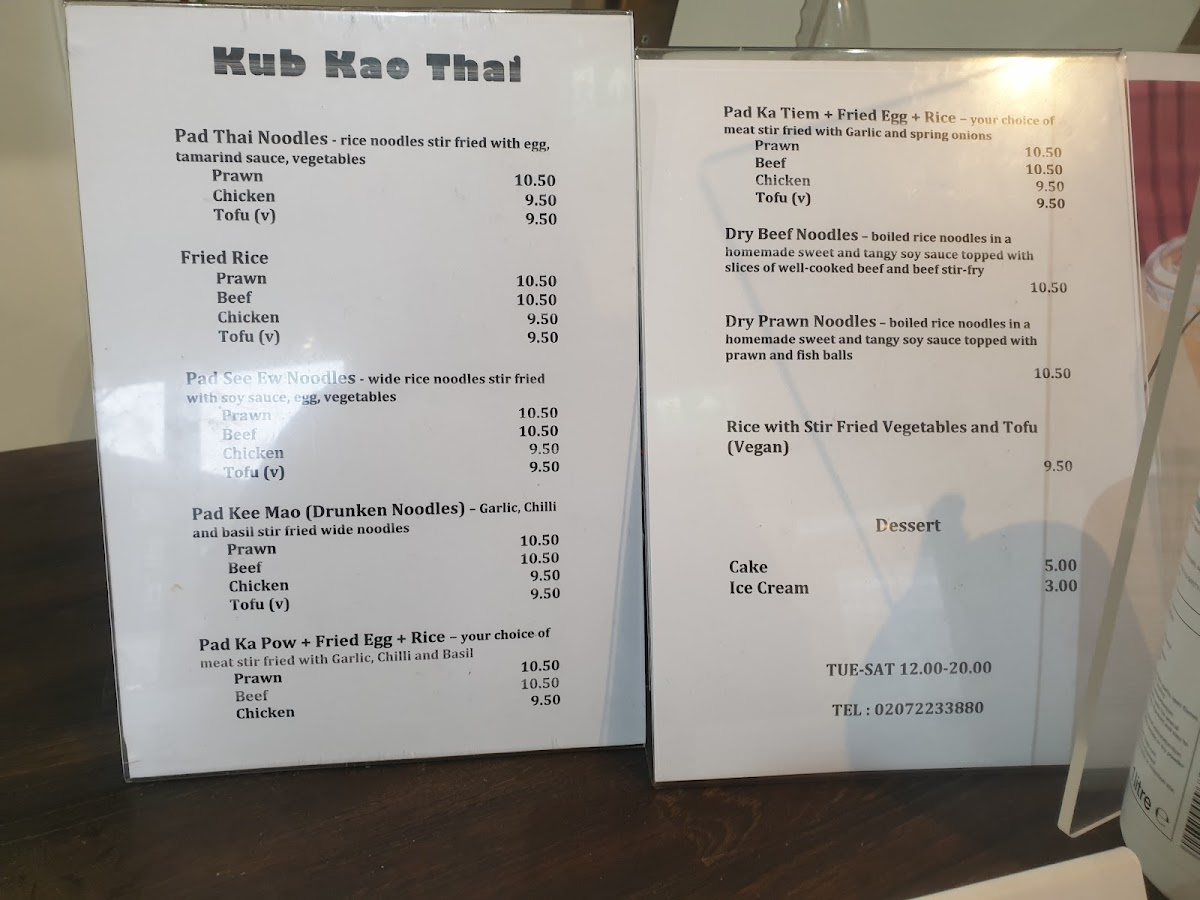 Kub Kao Thai
Pad Thai Noodles - rice noodles stir fried with egg,
tamarind sauce, vegetables
Prawn 10.50
Chicken 9.50
Tofu (v) 9.50
Fried Rice
Prawn 10.50
Beef 10.50
Chicken 9.50
Tofu (v) 9.50
Pad See Ew Noodles - wide rice noodles stir fried
with soy sauce, egg, vegetables
Prawn 10.50
Beef 10.50
Chicken 9.50
Tofu (v) 9.50
Pad Kee Mao (Drunken Noodles) – Garlic, Chilli
and basil stir fried wide noodles
Prawn 10.50
Beef 10.50
Chicken 9.50
Tofu (v) 9.50
Pad Ka Pow + Fried Egg + Rice – your choice of
meat stir fried with Garlic, Chilli and Basil
Prawn 10.50
Beef 10.50
Chicken 9.50
Pad Ka Tiem + Fried Egg + Rice – your choice of
meat stir fried with Garlic and spring onions
Prawn 10.50
Beef 10.50
Chicken 9.50
Tofu (v) 9.50
Dry Beef Noodles – boiled rice noodles in a
homemade sweet and tangy soy sauce topped with
slices of well-cooked beef and beef stir-fry
10.50
Dry Prawn Noodles – boiled rice noodles in a
homemade sweet and tangy soy sauce topped with
prawn and fish balls
10.50
Rice with Stir Fried Vegetables and Tofu
(Vegan)
9.50
Dessert
Cake 5.00
Ice Cream 3.00
TUE-SAT 12.00-20.00
TEL : 02072233880
litre e